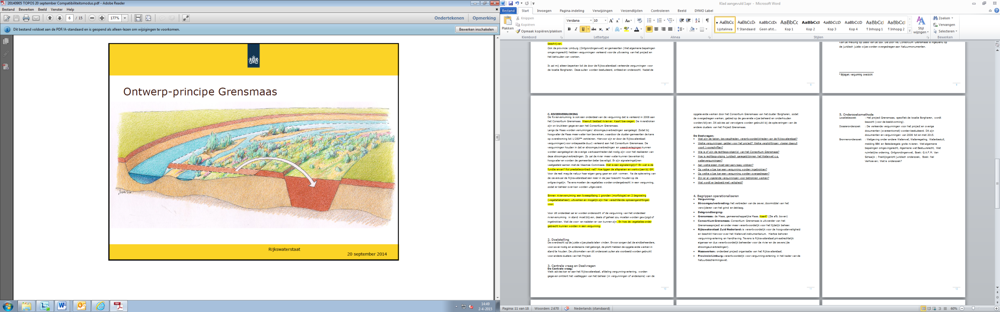 20140905 TOPOS 20 september Compatibiliteitsmodus.pdf - Adobe Reader
Bestand Bewerken Beeld Venster Help
6 / 15 177% Ondertekenen Opmerking
Dit bestand voldoet aan de PDF/A-standaard en is geopend als alleen-lezen om wijzigingen te voorkomen. Bewerken inschakelen
Ontwerp-principe Grensmaas
Rijkswaterstaat
20 september 2014
14:49
2-4-2015
Klad aangevuld 1apr - Microsoft Word
Bestand Start Invoegen Pagina-indeling Verwijzingen Verzendlijsten Controleren Beeld DYMO Label
Plakken
Knippen
Kopiëren
Opmaak kopiëren/plakken
Klembord
Verdana 10
Lettertype
Alinea
Lijstalinea ¶ Standaard Geen afst... Kop 1 Kop 2 Kop 3 Kop 4 ¶ Inhopg 1 ¶ Inhopg 2
Stijl wijzigen
Stijlen
Zoeken
Vervangen
Selecteren
Bewerken
beschrijven.
Ook de provincie Limburg (Ontgrondingenwet) en gemeenten (Wet algemene bepalingen
omgevingsrecht) hebben vergunningen verleend voor de uitvoering van het project en
het behouden van werken.
Ik zal mij alleen beperken tot de door de Rijkswaterstaat verleende vergunningen voor
de locatie Borgharen. Deze zullen worden bestudeerd, ontleed en onderzocht. Nadat de
7
8
Kan de melding op basis van de BBK die door het Consortium Grensmaas is ingediend op
de juridisch juiste wijze worden overgedragen aan Natuurmonumenten.
Bijlagen; vergunning overzicht
9
C. RIVIERVERRUIMING
De Rivierverruiming is ook een onderdeel van de vergunning dat is verleend in 2006 aan
het Consortium Grensmaas. Waaruit bestaat rivierver. Kaart toevoegen. De rivierstroken
zijn on bruikleen gegeven aan het Consortium Grensmaas.
Langs de Maas worden verruimingen/ stroomgeulverbredingen aangelegd. Zodat bij
hoogwater de Maas meer water kan bewerken, waardoor de cluster-gemeenten de kans
op overstroming tot 1/250ste verkleinen. Hiervoor zijn er door de Rijkswaterstaat
vergunningen(voor onbepaalde duur) verleend aan het Consortium Grensmaas. De
vergunningen houden in dat er stroomgeulverbredingen en weerdverlagingen kunnen
worden aangelegd en de overige werkzaamheden dat nodig zijn voor het realiseren van
deze stroomgeulverbredingen. Zo zal de rivier meer water kunnen bewerken bij
hoogwater en worden de gemeenten beter beveiligd. Er zijn signaleringslijnen
vastgesteld samen met de Vlaamse Commissie. Wat is een signaleringlijn? En wat is de
functie ervan? Rol prestatiecontract nat? Hoe liggen de afspraken en werkwijzen bij GM.
Voor de rest mag de natuur haar eigen gang gaan en zich vormen. Na de oplevering van
de oevers zal de Rijkswaterstaat een keer in de jaar toezicht houden op de
ontgravingslijn. Tevens moeten de vegetaties worden ondergebracht in een vergunning,
zodat er beheer over kan worden uitgevoerd.
Binnen rivierverruiming een tweesplitsing 1 gronden (morfologie) en 2 begroeiing
(vegetatiebeheer), uitwerken en mogelijk zijn hier verschillende oplossingsrichtingen
voor.
Voor dit onderdeel zal er worden onderzocht of de vergunning van het onderdeel
rivierverruiming in stand moet blijven, deels of geheel zou moeten worden gewijzigd of
ingetrokken. Wat de voor- en nadelen er van kunnen zijn. En hoe de vegetaties onder
gebracht kunnen worden in een vergunning.
2. Doelstelling
De overdracht op de juiste wijze plaats laten vinden. Ervoor zorgen dat de eindbeheerders,
voor zover nodig en anderszins niet geborgd, de plicht hebben de opgeleverde werken in
stand te houden. De uitkomsten van dit onderzoek zullen als voorbeeld worden gebruikt
voor andere clusters van het Project.
3. Centrale vraag en Deelvragen
De Centrale vraag:
Welk advies kan er aan het Rijkswaterstaat, afdeling vergunningverlening, worden
gegeven omtrent het vastleggen van het beheer (in vergunningen of anderszins) van de
10
opgeleverde werken door het Consortium Grensmaas van het cluster Borgharen, zodat
de overgedragen werken, gebied op de gewenste wijze beheerd en onderhouden
worden/blijven. Dit advies zal vervolgens worden gebruikt bij de opleveringen van de
andere clusters van het Project Grensmaas.
De Deelvragen:
• Wat zijn de taken, bevoegdheden, verantwoordelijkheden van de Rijkswaterstaat?
• Welke vergunningen gelden voor het project? Welke verplichtingen vloeien daaruit
voort (voorschriften?
• Wie is of zijn de rechtsopvolger(s) van het Consortium Grensmaas?
• Hoe is rechtsopvolging juridisch geregeld binnen het Waterwet c.q.
watervergunningen?
• Aan welke eisen moet een aanvraag voldoen?
• Op welke wijze kan een vergunning worden ingetrokken?
• Op welke wijze kan een vergunning worden overgedragen?
• Zijn er al vigerende vergunningen voor betrokken werken?
• Wat wordt er bedoeld met veiligheid?
4. Begrippen operationaliseren
• Vergunning:
• Stroomgeulverbreding: het verbreden van de oever, doormiddel van het
verwijderen van het grind en deklaag.
• Dekgrondberging:
• Grensmaas: de Maas, gemeenschappelijke Maas. Kaart? (Zie afb. boven)
• Consortium Grensmaas: Consortium Grensmaas is uitvoerder van het
Grensmaasproject en onder meer verantwoordelijk voor het tijdelijk beheer.
• Rijkswaterstaat Zuid Nederland: is verantwoordelijk voor de hoogwaterveiligheid
en beschikt hiervoor over het Waterwet instrumentarium. Hiertoe behoren
vergunningverlening en handhaving. Tevens is Rijkswaterstaat privaatrechtelijk
eigenaar en dus verantwoordelijk beheerder voor de rivier en de oevers (de
stroomgeulverbredingen).
• Maaswerken: onderdeel project organisatie van het Rijkswaterstaat.
• Provincie Limburg: verantwoordelijk voor vergunningverlening in het kader van de
Natuurbeschermingswet.
11
5. Onderzoeksmethode
Locatiebezoek : Het project Grensmaas, specifiek de locatie Borgharen, wordt
bezocht (voor de beeldvorming).
Dossieronderzoek : De verleende vergunningen voor het project en overige
documenten (overeenkomst) worden bestudeerd. Dit zijn
documenten en vergunningen van 2006 tot en met 2015.
Bronnenonderzoek : Wetgeving onder andere Waterwet, Waterregeling, Waterbesluit,
melding BBK en Beleidsregels grote rivieren. Wet algemene
bepalingen omgevingsrecht, Algemene wet Bestuursrecht, Wet
ruimtelijke ordening, Ontgrondingenwet, Boek: G.A.F.M. Van
Schaaijk ; Praktijkgericht juridisch onderzoek, Boek: Nel
Verhoeven; Wat is onderzoek?
12
Pagina: 11 van 18 Woorden: 2.670 Nederlands (standaard) 60%